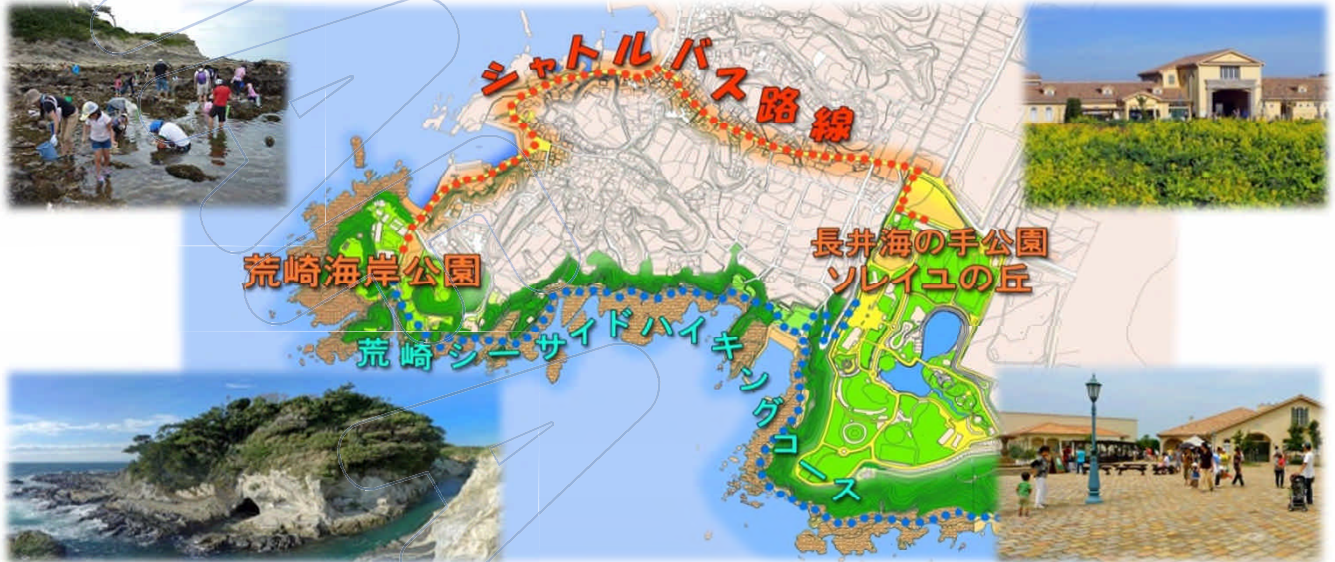 シャトルバス路線
長井海の手公園
ソレイユの丘
荒崎海岸公園
荒崎シーサイドハイキングコース